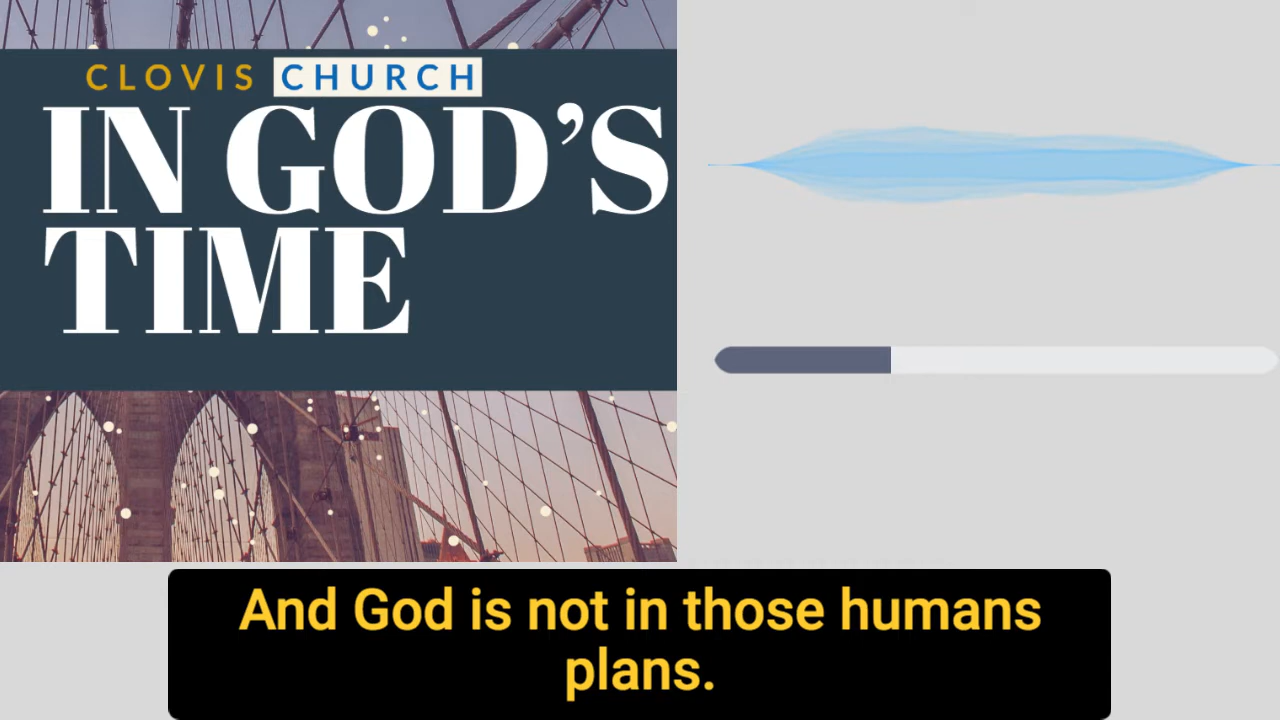 CLOVIS CHURCH
IN GOD’S
TIME
And God is not in those humans
plans.